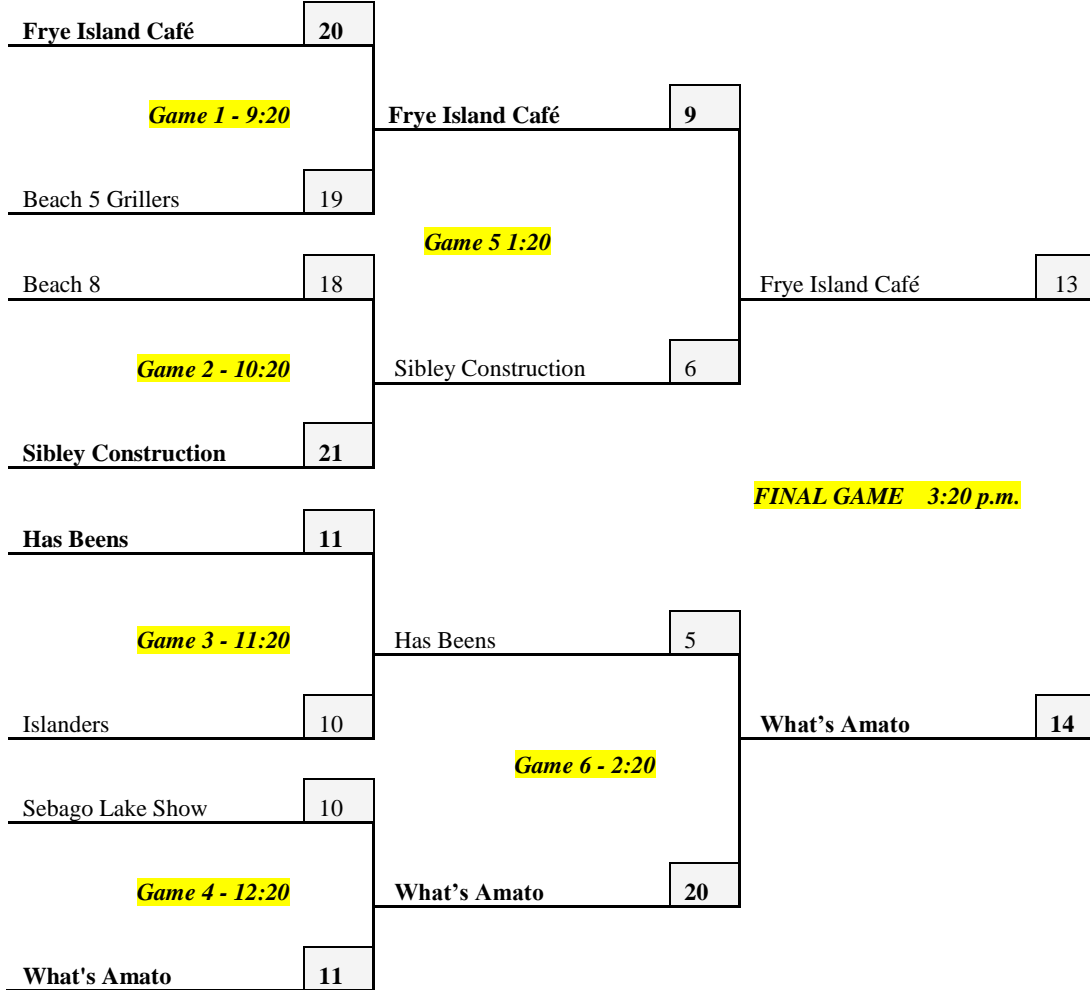 Frye Island Café 20
Game 1 - 9:20 Frye Island Café 9
Beach 5 Grillers 19
Game 5 1:20
Beach 8 18 Frye Island Café 13
Game 2 - 10:20 Sibley Construction 6
Sibley Construction 21
FINAL GAME 3:20 p.m.
Has Beens 11
Game 3 - 11:20 Has Beens 5
Islanders 10 What’s Amato 14
Game 6 - 2:20
Sebago Lake Show 10
Game 4 - 12:20 What’s Amato 20
What's Amato 11